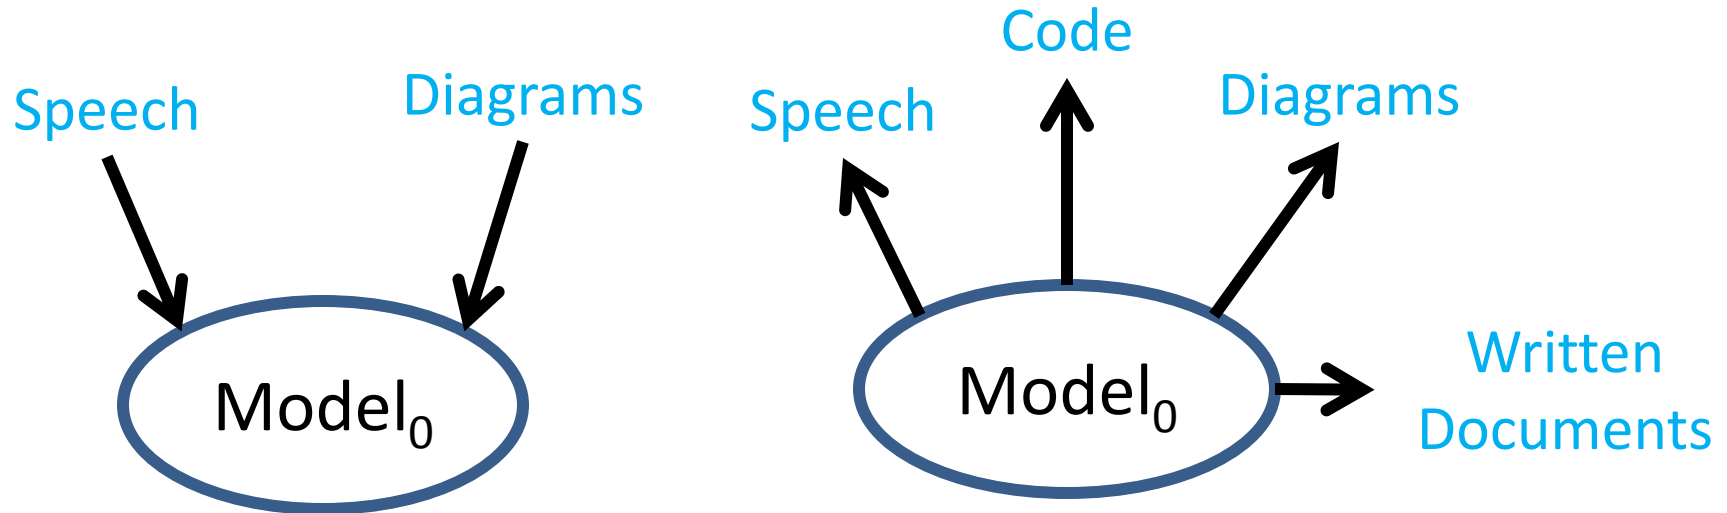 Speech
Diagrams
Model₀
Code
Speech
Diagrams
Model₀
Written
Documents